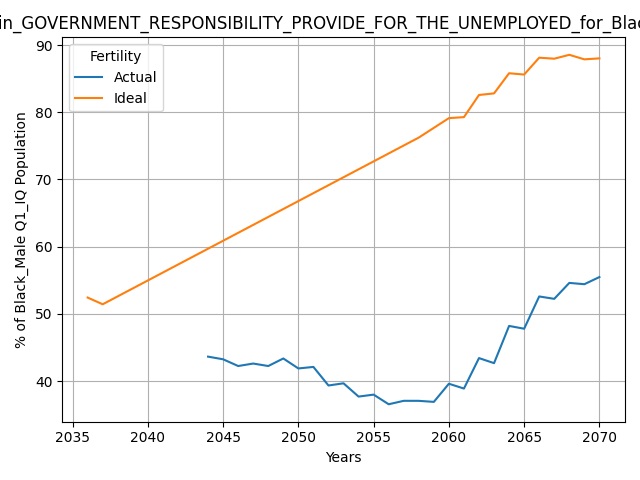 in_GOVERNMENT_RESPONSIBILITY_PROVIDE_FOR_THE_UNEMPLOYED_for_Blac
Fertility
Actual
Ideal
% of Black_Male Q1_IQ Population
90
80
70
60
50
40
2035 2040 2045 2050 2055 2060 2065 2070
Years